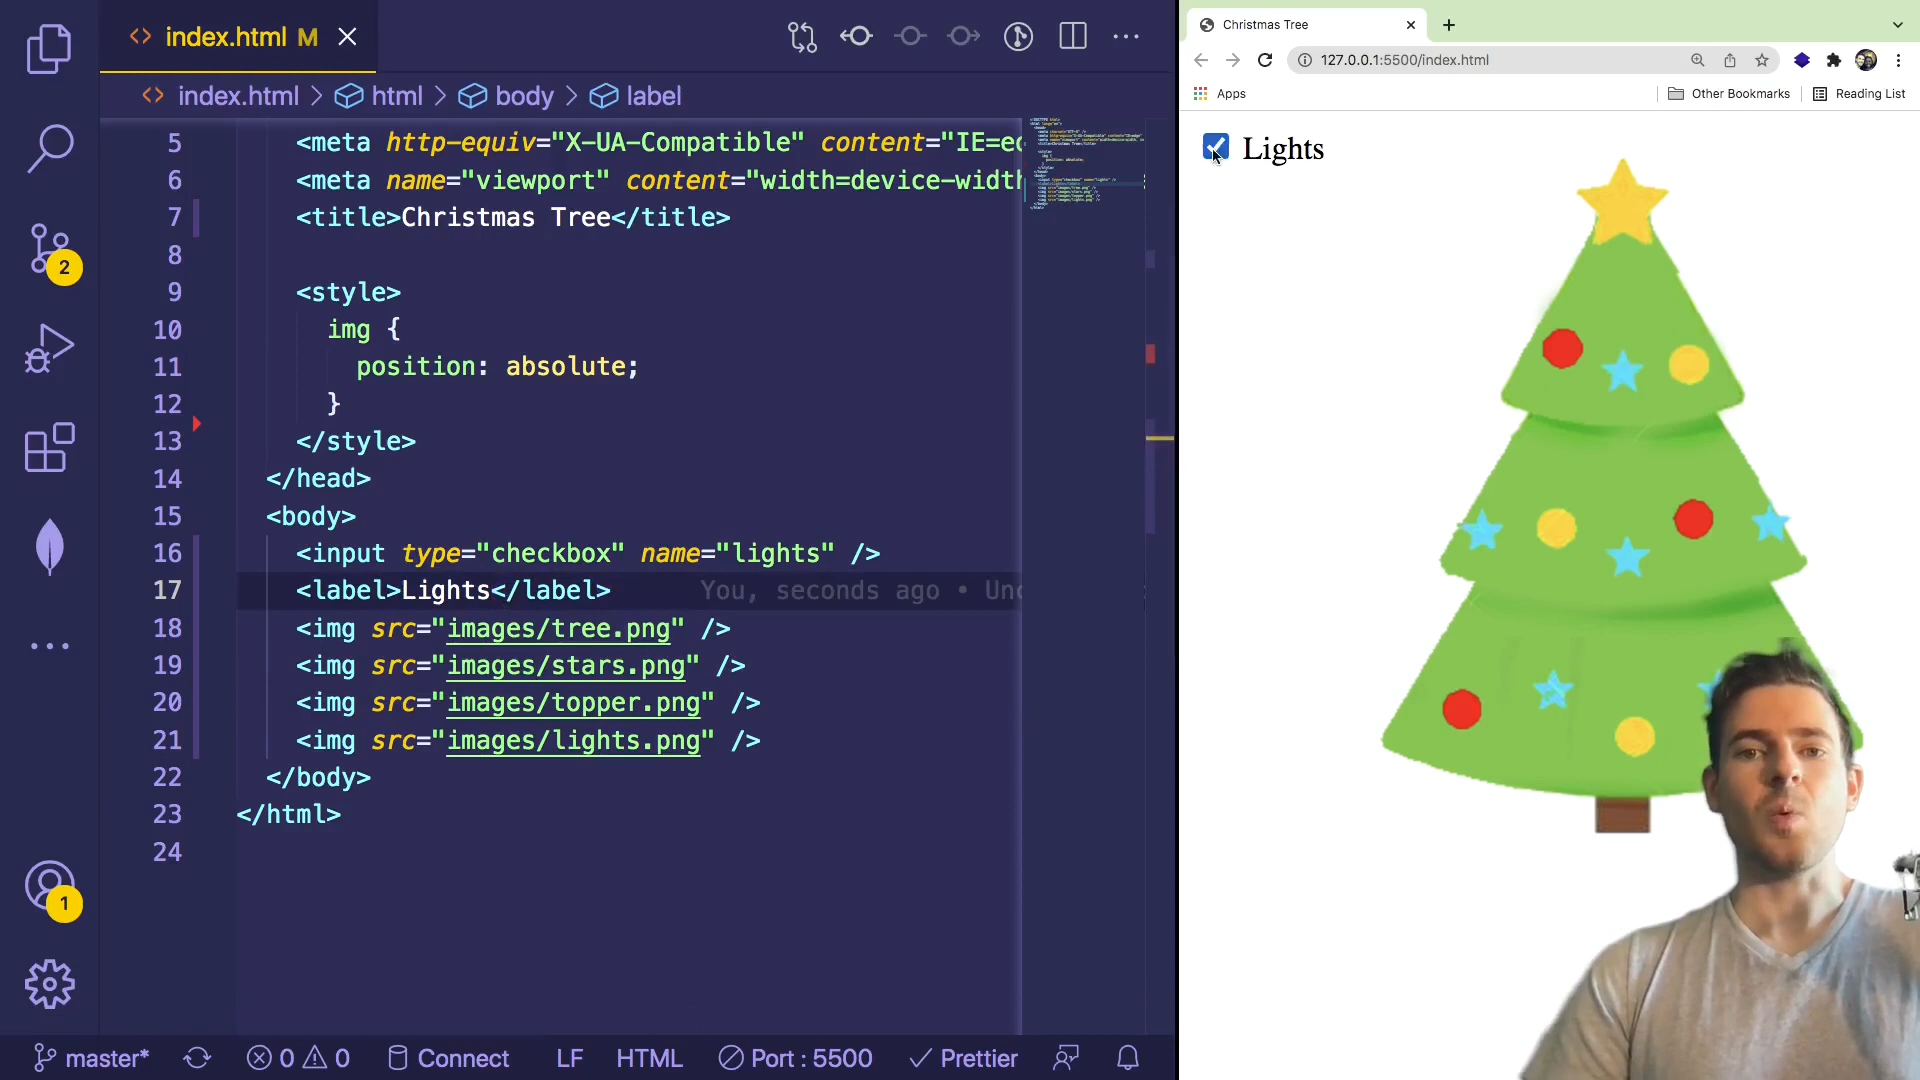 index.html M
index.html > html > body > label
5 <meta http-equiv="X-UA-Compatible" content="IE=e
6 <meta name="viewport" content="width=device-width
7 <title>Christmas Tree</title>
8
9 <style>
10 img {
11 position: absolute;
12 }
13 </style>
14 </head>
15 <body>
16 <input type="checkbox" name="lights" />
17 <label>Lights</label> You, seconds ago • Unc
18 <img src="images/tree.png" />
19 <img src="images/stars.png" />
20 <img src="images/topper.png" />
21 <img src="images/lights.png" />
22 </body>
23 </html>
24
2
1
master* 0 0 Connect LF HTML Port : 5500 Prettier
Christmas Tree
127.0.0.1:5500/index.html
Apps Other Bookmarks Reading List
Lights